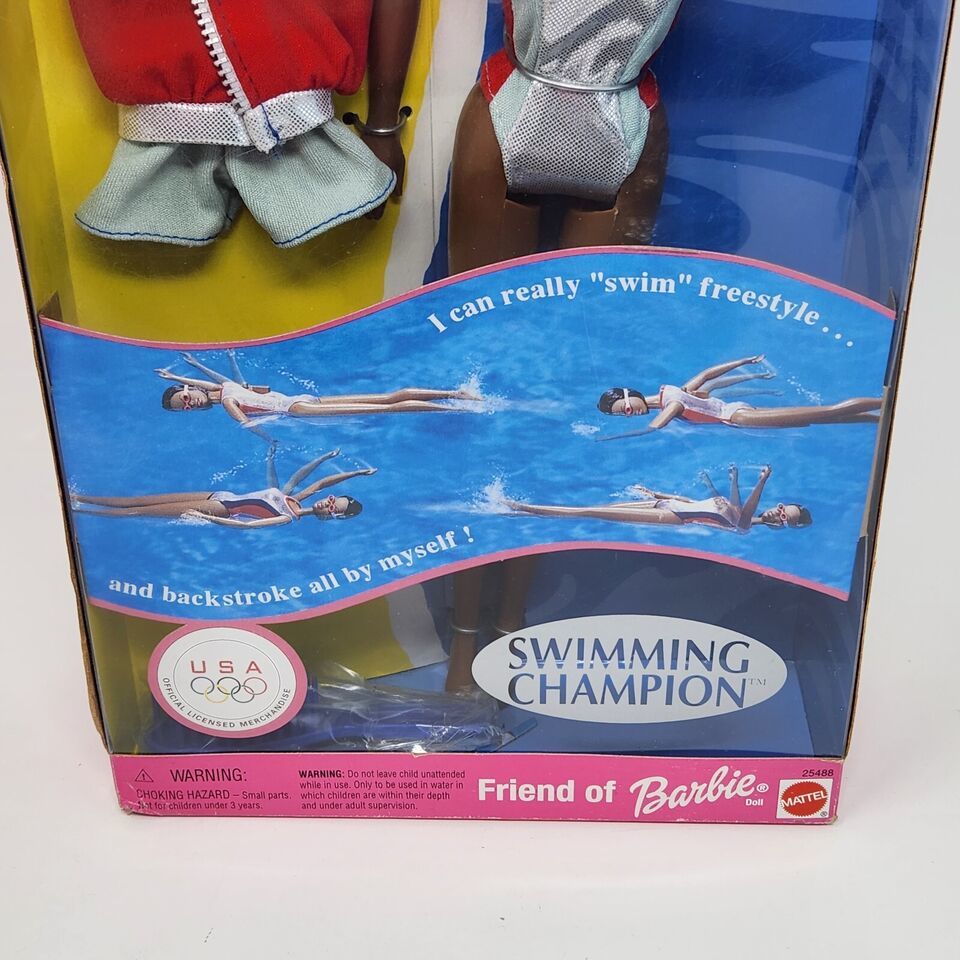 I can really "swim" freestyle...
and backstroke all by myself !
USA
OFFICIAL LICENSED MERCHANDISE
SWIMMING
CHAMPION™
⚠ WARNING:
CHOKING HAZARD – Small parts.
Not for children under 3 years.
WARNING: Do not leave child unattended
while in use. Only to be used in water in
which children are within their depth
and under adult supervision.
Friend of Barbie®
Doll
25488
MATTEL
®